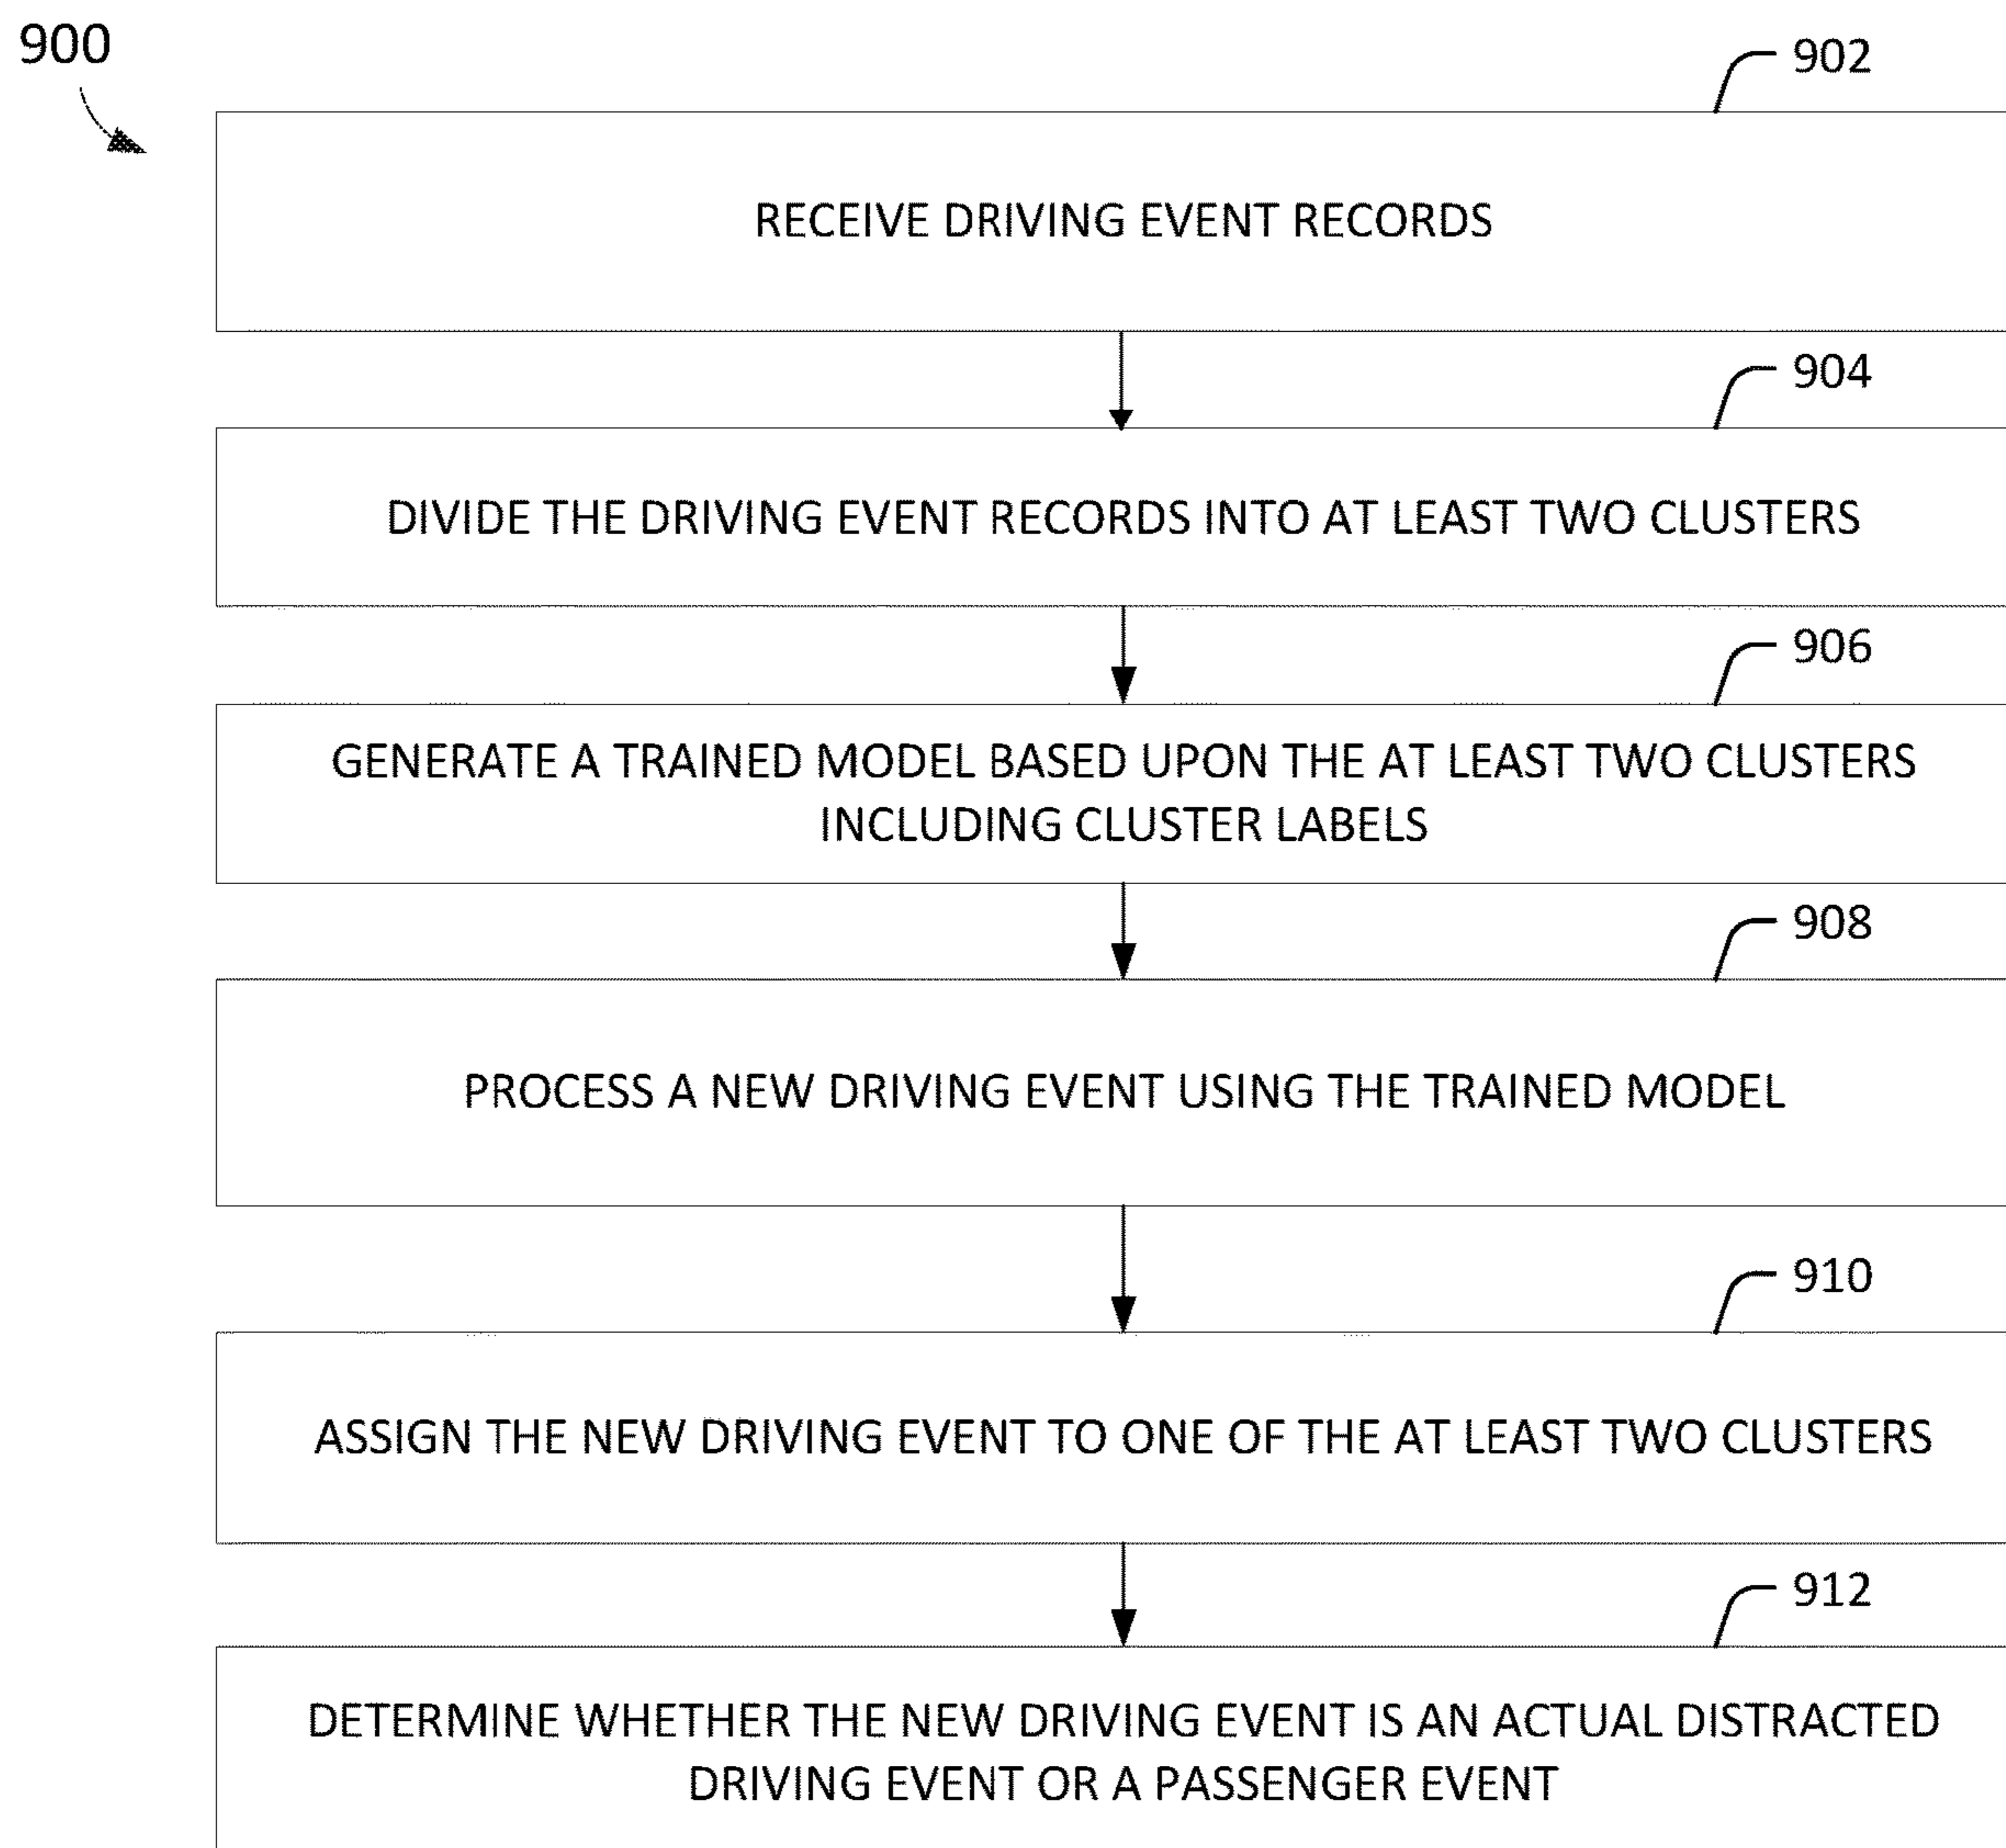 900
902
RECEIVE DRIVING EVENT RECORDS
904
DIVIDE THE DRIVING EVENT RECORDS INTO AT LEAST TWO CLUSTERS
906
GENERATE A TRAINED MODEL BASED UPON THE AT LEAST TWO CLUSTERS
INCLUDING CLUSTER LABELS
908
PROCESS A NEW DRIVING EVENT USING THE TRAINED MODEL
910
ASSIGN THE NEW DRIVING EVENT TO ONE OF THE AT LEAST TWO CLUSTERS
912
DETERMINE WHETHER THE NEW DRIVING EVENT IS AN ACTUAL DISTRACTED
DRIVING EVENT OR A PASSENGER EVENT